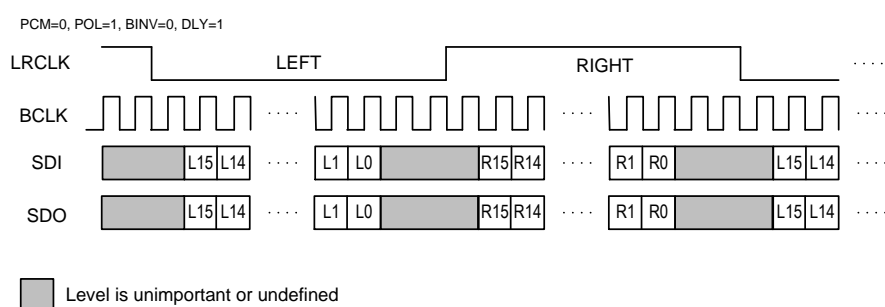 PCM=0, POL=1, BINV=0, DLY=1
LRCLK LEFT RIGHT ....
BCLK .... .... ....
SDI L15 L14 .... L1 L0 R15 R14 .... R1 R0 L15 L14 ....
SDO L15 L14 .... L1 L0 R15 R14 .... R1 R0 L15 L14 ....
Level is unimportant or undefined